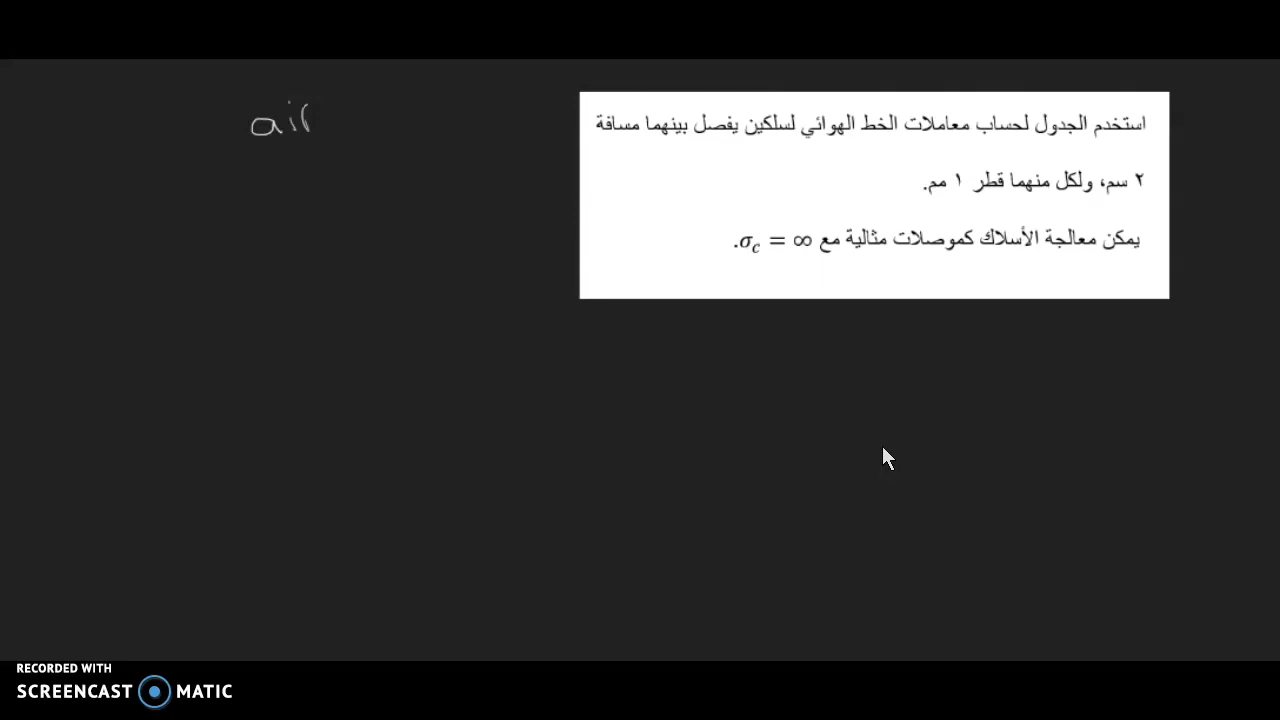 air
استخدم الجدول لحساب معاملات الخط الهوائي لسلكين يفصل بينهما مسافة
٢ سم، ولكل منهما قطر ١ مم.
يمكن معالجة الأسلاك كموصلات مثالية مع σc = ∞.
RECORDED WITH
SCREENCAST MATIC